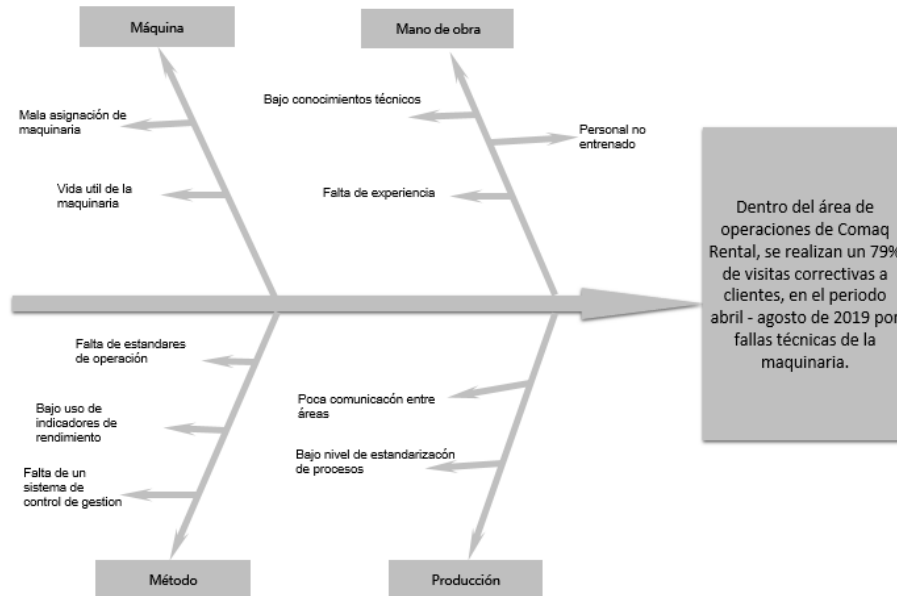 Máquina
Mano de obra
Mala asignación de
maquinaria
Vida util de la
maquinaria
Bajo conocimientos técnicos
Personal no
entrenado
Falta de experiencia
Dentro del área de
operaciones de Comaq
Rental, se realizan un 79%
de visitas correctivas a
clientes, en el periodo
abril - agosto de 2019 por
fallas técnicas de la
maquinaria.
Falta de estandares
de operación
Bajo uso de
indicadores de
rendimiento
Falta de un
sistema de
control de gestion
Poca comunicacón entre
áreas
Bajo nivel de estandarizacón
de procesos
Método
Producción